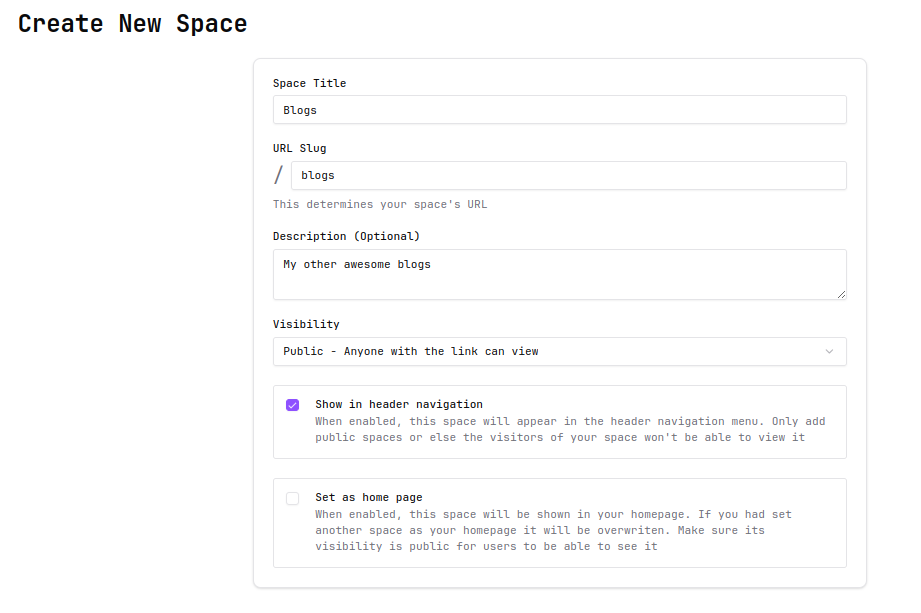 Create New Space
Space Title
Blogs
URL Slug
/ blogs
This determines your space's URL
Description (Optional)
My other awesome blogs
Visibility
Public - Anyone with the link can view
Show in header navigation
When enabled, this space will appear in the header navigation menu. Only add
public spaces or else the visitors of your space won't be able to view it
Set as home page
When enabled, this space will be shown in your homepage. If you had set
another space as your homepage it will be overwriten. Make sure its
visibility is public for users to be able to see it